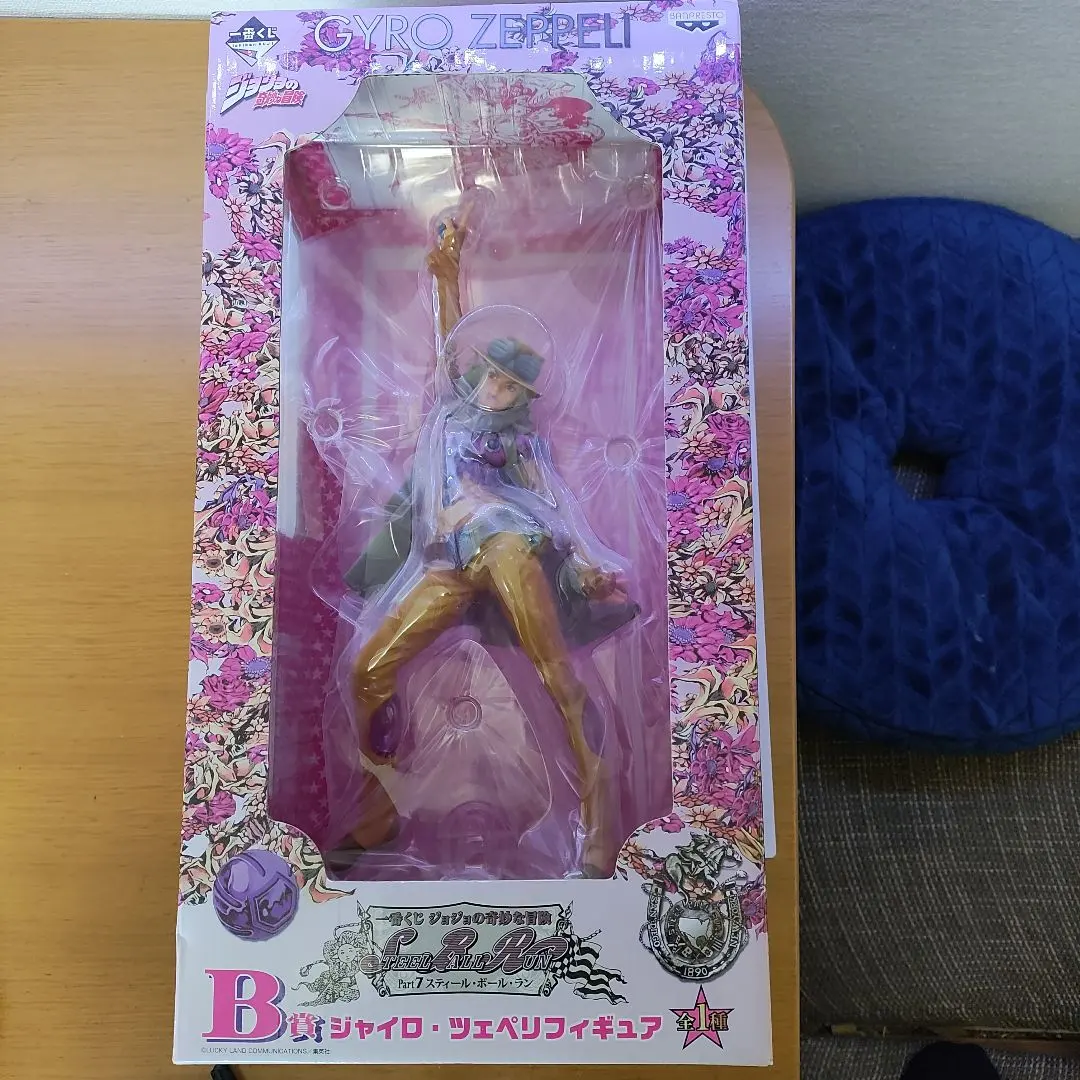 一番くじ
GYRO ZEPPELI
BANPRESTO
ジョジョの
奇妙な冒険
一番くじ ジョジョの奇妙な冒険
STEEL BALL RUN
Part7 スティール・ボール・ラン
1890
B賞 ジャイロ・ツェペリフィギュア
全1種
©LUCKY LAND COMMUNICATIONS/集英社